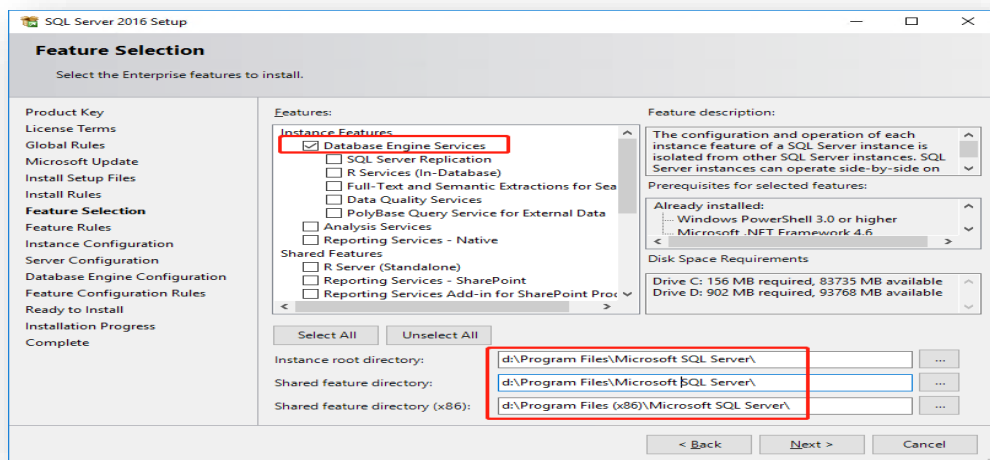 SQL Server 2016 Setup
Feature Selection
Select the Enterprise features to install.
Product Key
License Terms
Global Rules
Microsoft Update
Install Setup Files
Install Rules
Feature Selection
Feature Rules
Instance Configuration
Server Configuration
Database Engine Configuration
Feature Configuration Rules
Ready to Install
Installation Progress
Complete
Features:
Instance Features
Database Engine Services
SQL Server Replication
R Services (In-Database)
Full-Text and Semantic Extractions for Sea
Data Quality Services
PolyBase Query Service for External Data
Analysis Services
Reporting Services - Native
Shared Features
R Server (Standalone)
Reporting Services - SharePoint
Reporting Services Add-in for SharePoint Proc
Feature description:
The configuration and operation of each
instance feature of a SQL Server instance is
isolated from other SQL Server instances. SQL
Server instances can operate side-by-side on
Prerequisites for selected features:
Already installed:
Windows PowerShell 3.0 or higher
Microsoft .NET Framework 4.6
Disk Space Requirements
Drive C: 156 MB required, 83735 MB available
Drive D: 902 MB required, 93768 MB available
Select All
Unselect All
Instance root directory:
d:\Program Files\Microsoft SQL Server\
...
Shared feature directory:
d:\Program Files\Microsoft SQL Server\
...
Shared feature directory (x86):
d:\Program Files (x86)\Microsoft SQL Server\
...
< Back
Next >
Cancel